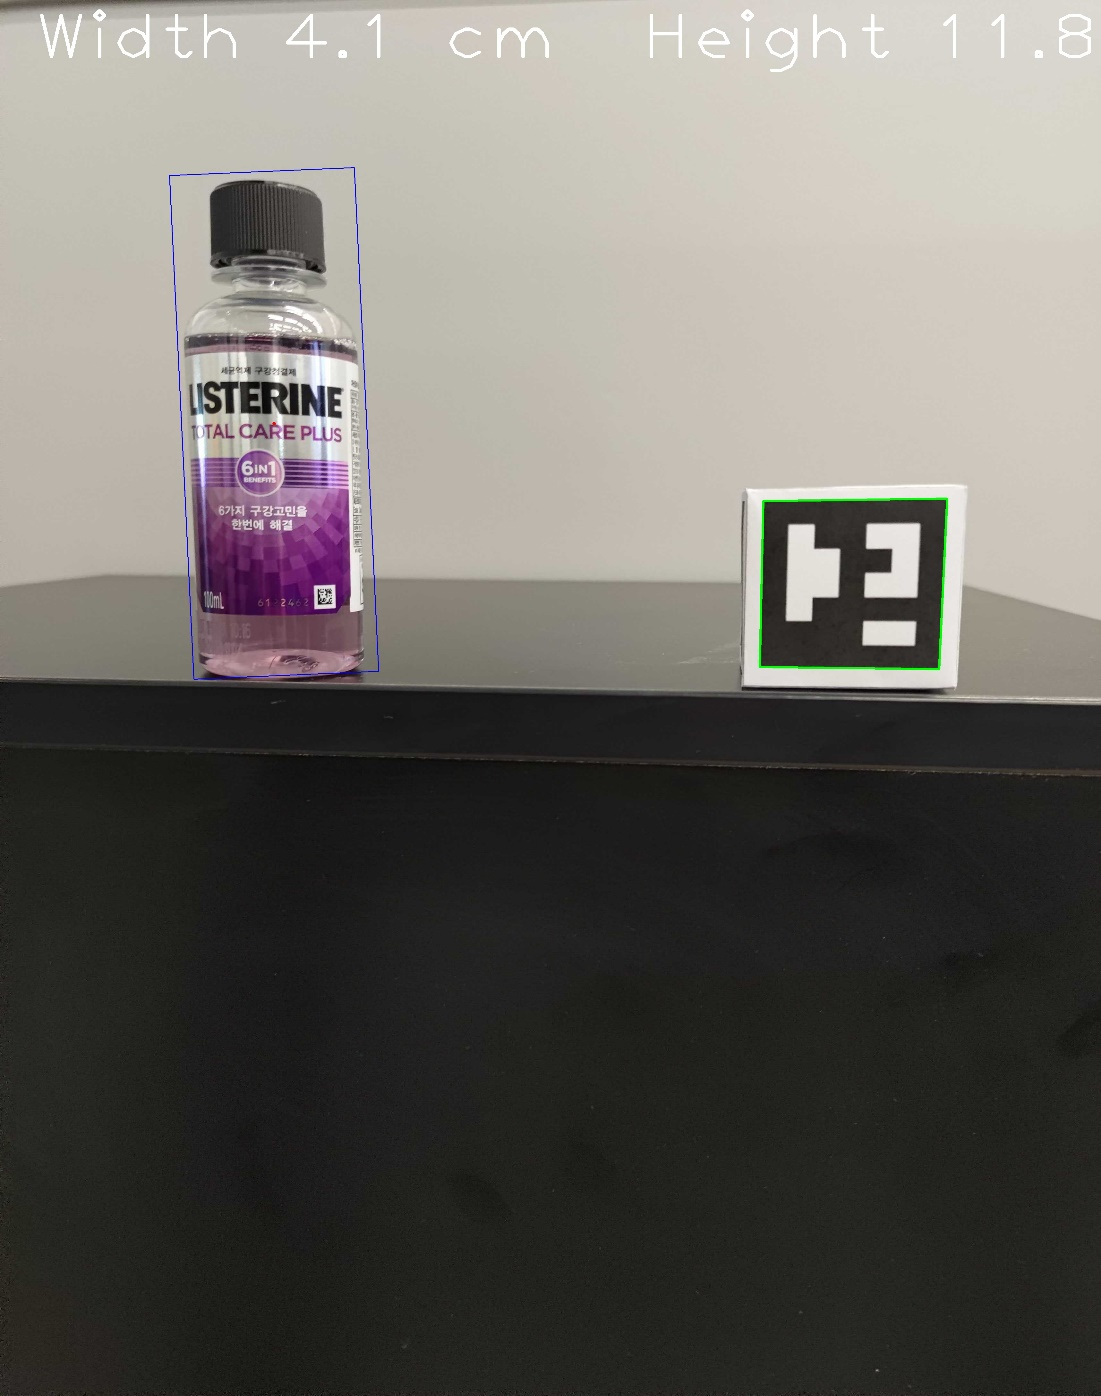 Width 4.1 cm Height 11.8
세균억제 구강청결제
LISTERINE
TOTAL CARE PLUS
6IN1
BENEFITS
6가지 구강고민을
한번에 해결
100mL